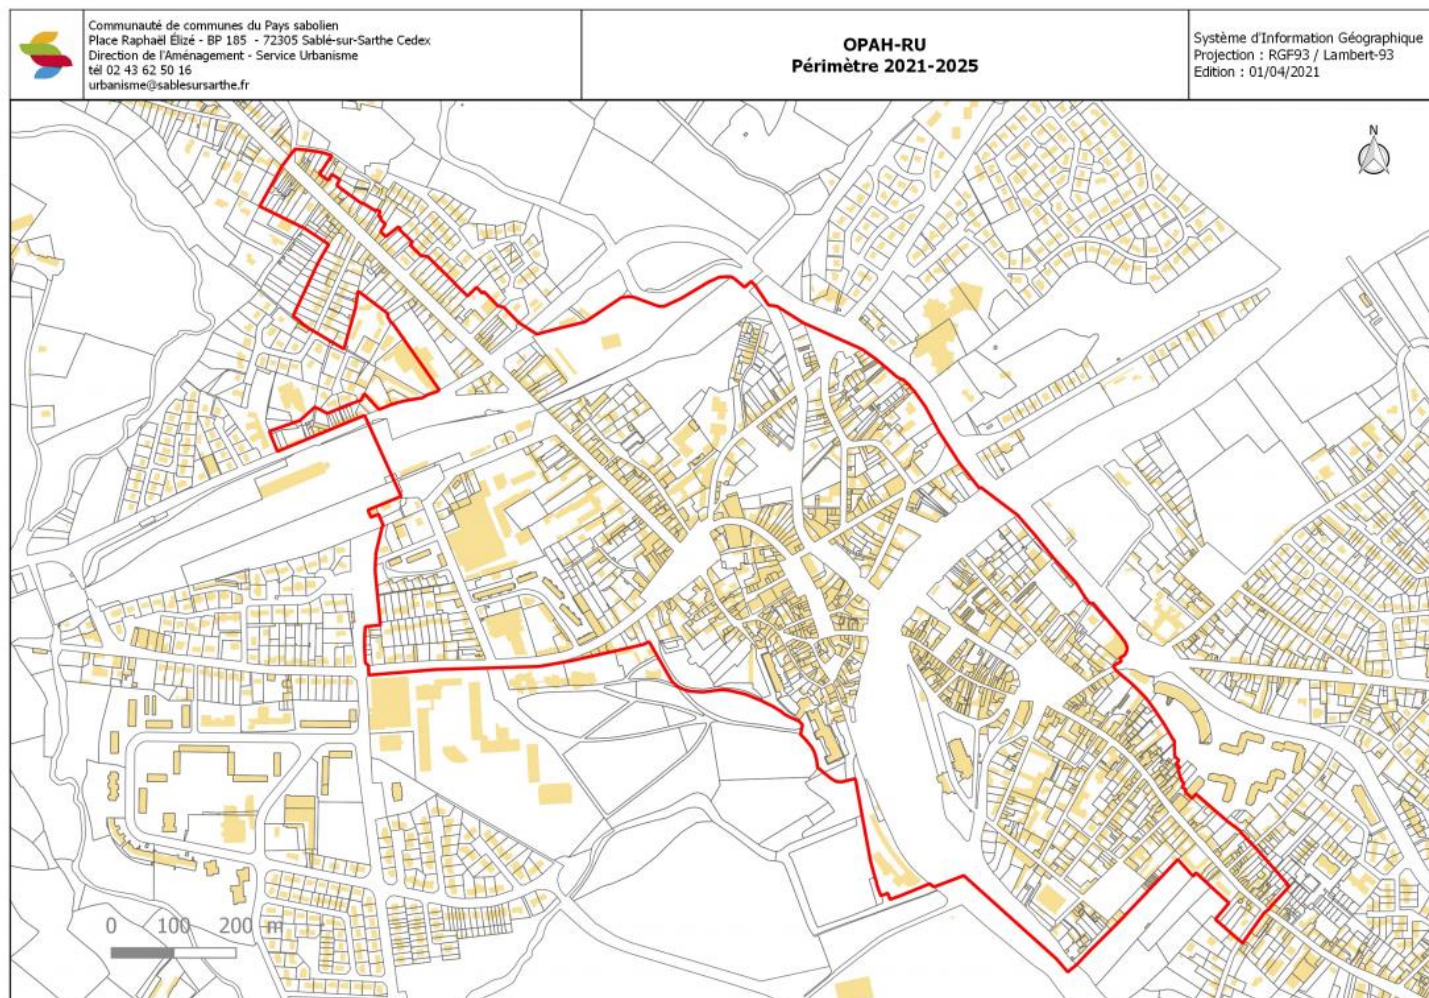 Communauté de communes du Pays sabolien
Place Raphaël Élizé - BP 185 - 72305 Sablé-sur-Sarthe Cedex
Direction de l'Aménagement - Service Urbanisme
tél 02 43 62 50 16
urbanisme@sablesursarthe.fr
OPAH-RU
Périmètre 2021-2025
Système d'Information Géographique
Projection : RGF93 / Lambert-93
Edition : 01/04/2021
N
0 100 200 m